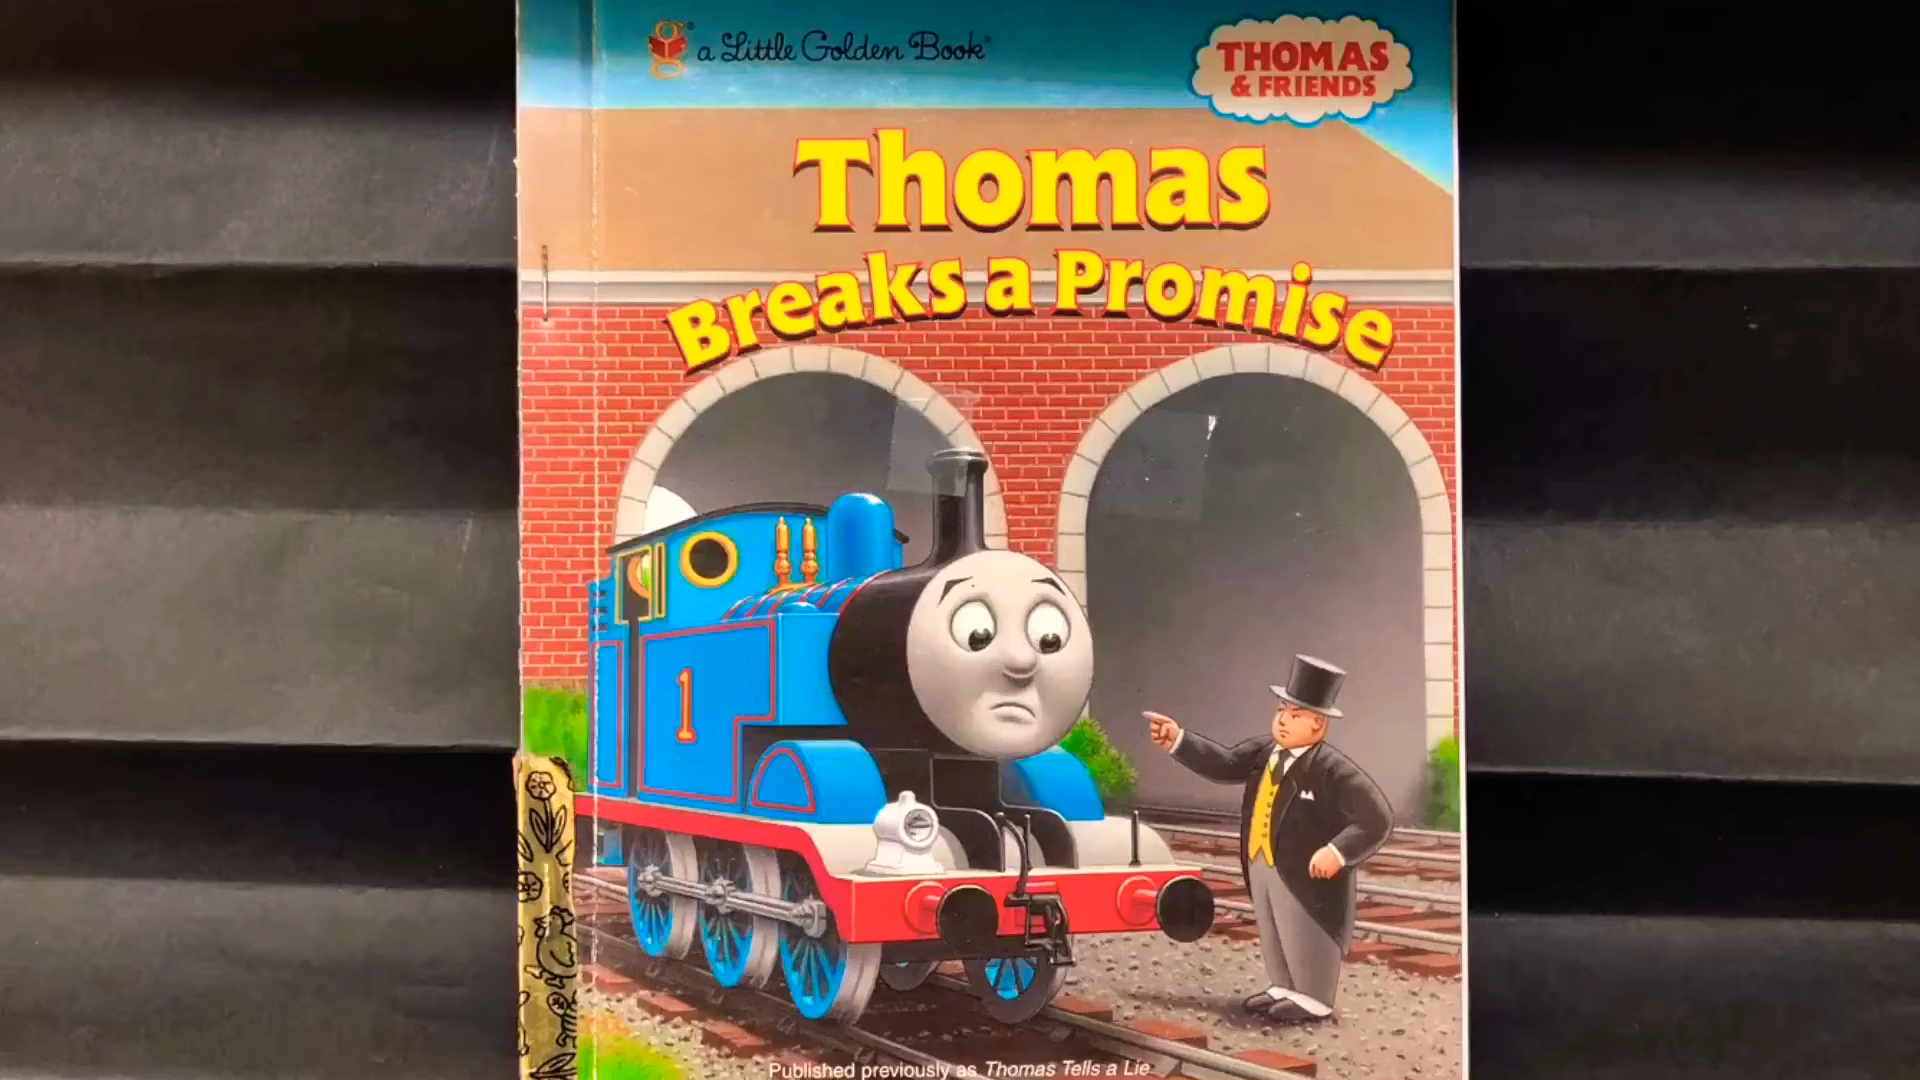 a Little Golden Book®
THOMAS
& FRIENDS
Thomas
Breaks a Promise
1
Published previously as Thomas Tells a Lie